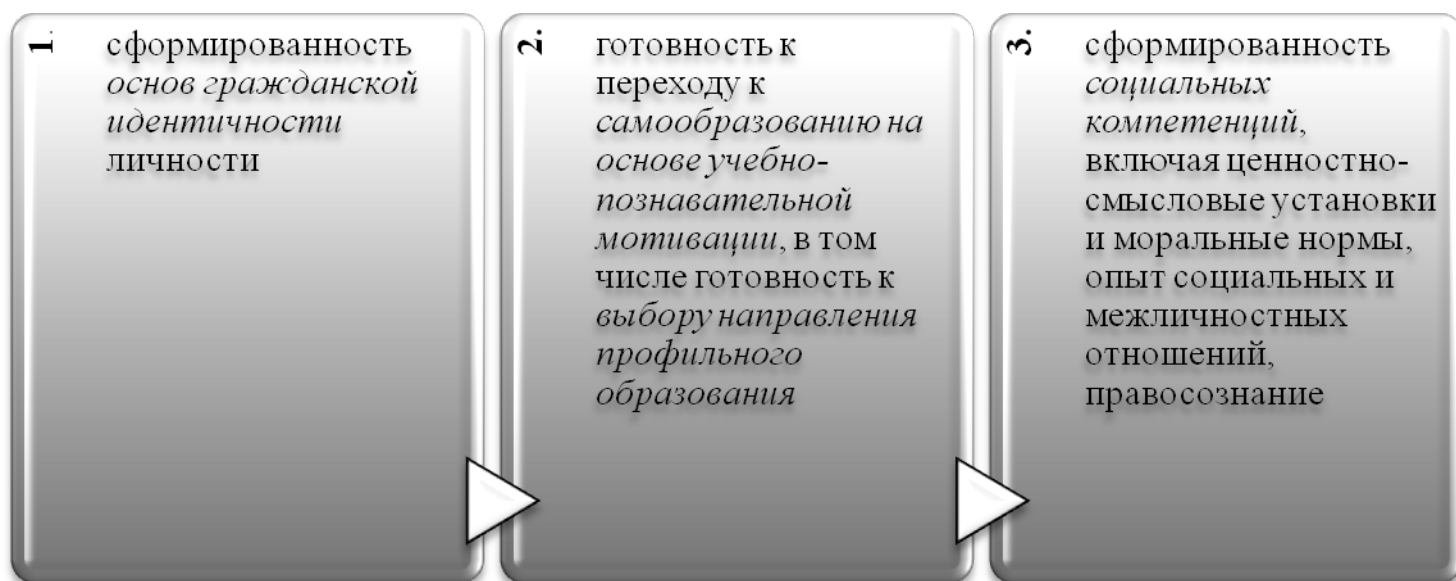 1.
сформированность
основ гражданской
идентичности
личности
2.
готовность к
переходу к
самообразованию на
основе учебно-
познавательной
мотивации, в том
числе готовность к
выбору направления
профильного
образования
3.
сформированность
социальных
компетенций,
включая ценностно-
смысловые установки
и моральные нормы,
опыт социальных и
межличностных
отношений,
правосознание